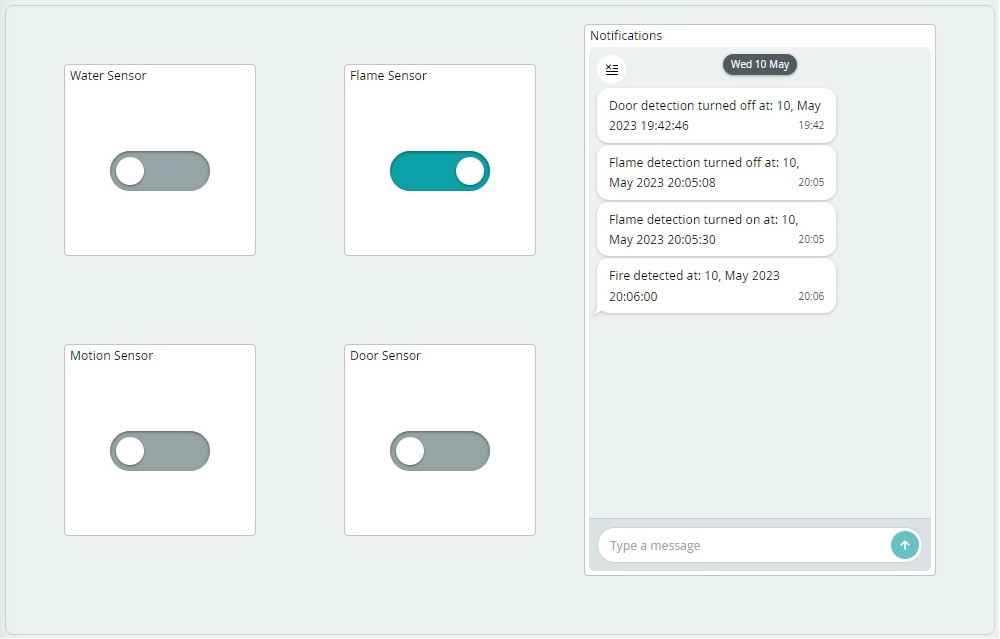 Water Sensor
Flame Sensor
Motion Sensor
Door Sensor
Notifications
Wed 10 May
Door detection turned off at: 10, May
2023 19:42:46
19:42
Flame detection turned off at: 10,
May 2023 20:05:08
20:05
Flame detection turned on at: 10,
May 2023 20:05:30
20:05
Fire detected at: 10, May 2023
20:06:00
20:06
Type a message